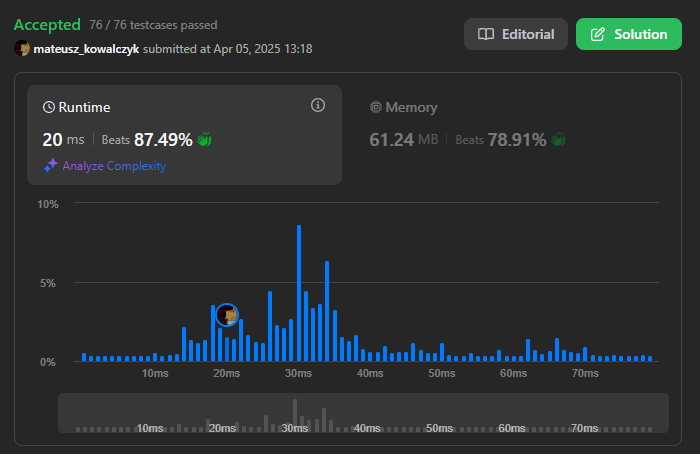 Accepted 76 / 76 testcases passed
mateusz_kowalczyk submitted at Apr 05, 2025 13:18
Editorial
Solution
Runtime
20 ms Beats 87.49%
Analyze Complexity
Memory
61.24 MB Beats 78.91%
10%
5%
0%
10ms 20ms 30ms 40ms 50ms 60ms 70ms
10ms 20ms 30ms 40ms 50ms 60ms 70ms